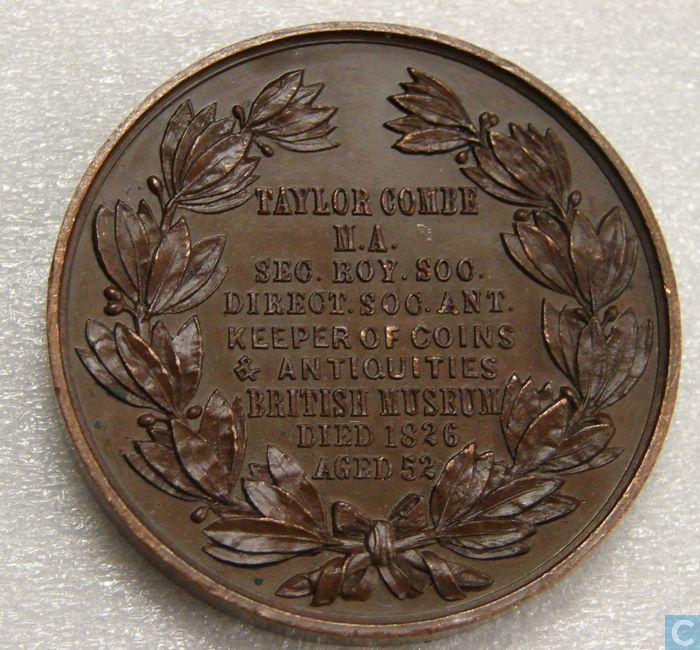 TAYLOR COMBE
M.A.
SEC. ROY. SOC.
DIRECT. SOC. ANT.
KEEPER OF COINS
& ANTIQUITIES
BRITISH MUSEUM
DIED 1826
AGED 52
C